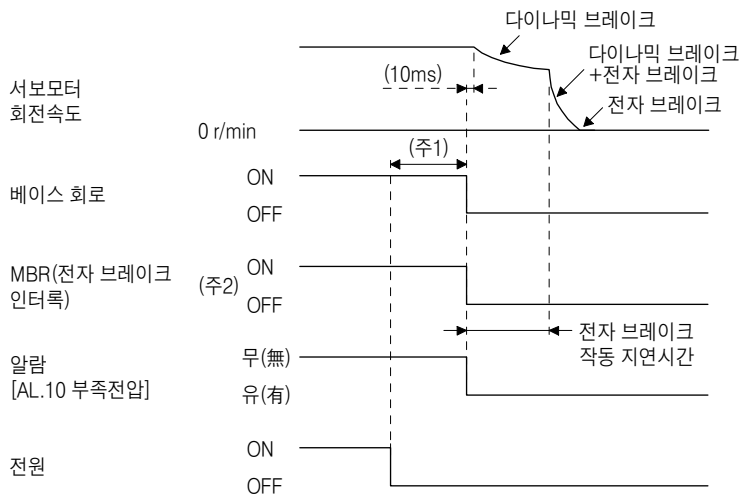 다이나믹 브레이크
다이나믹 브레이크
+전자 브레이크
전자 브레이크
(10ms)
서보모터
회전속도
0 r/min
(주1)
베이스 회로
ON
OFF
MBR(전자 브레이크
인터록)
(주2)
ON
OFF
전자 브레이크
작동 지연시간
알람
[AL.10 부족전압]
무(無)
유(有)
전원
ON
OFF